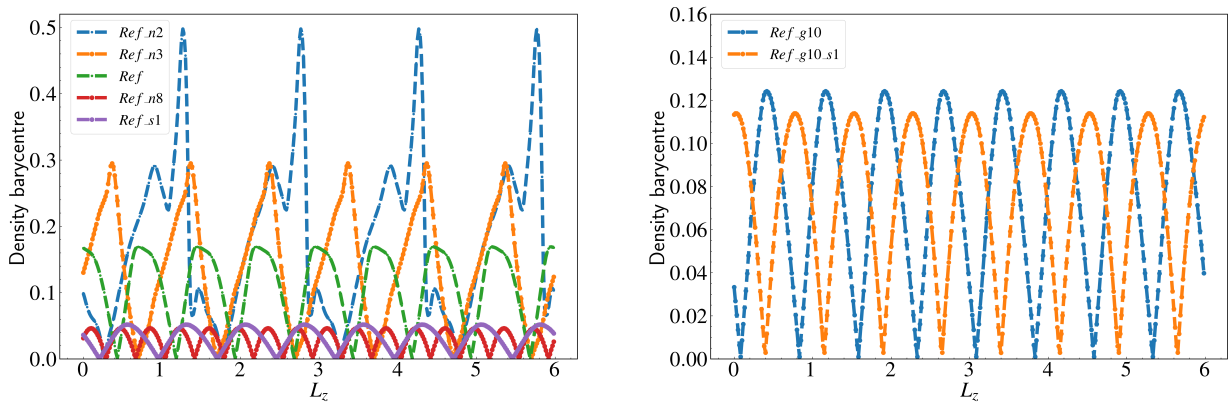 Density barycentre
0.5
0.4
0.3
0.2
0.1
0.0
Ref_n2
Ref_n3
Ref
Ref_n8
Ref_s1
0 1 2 3 4 5 6
L_z
Density barycentre
0.16
0.14
0.12
0.10
0.08
0.06
0.04
0.02
0.00
Ref_g10
Ref_g10_s1
0 1 2 3 4 5 6
L_z